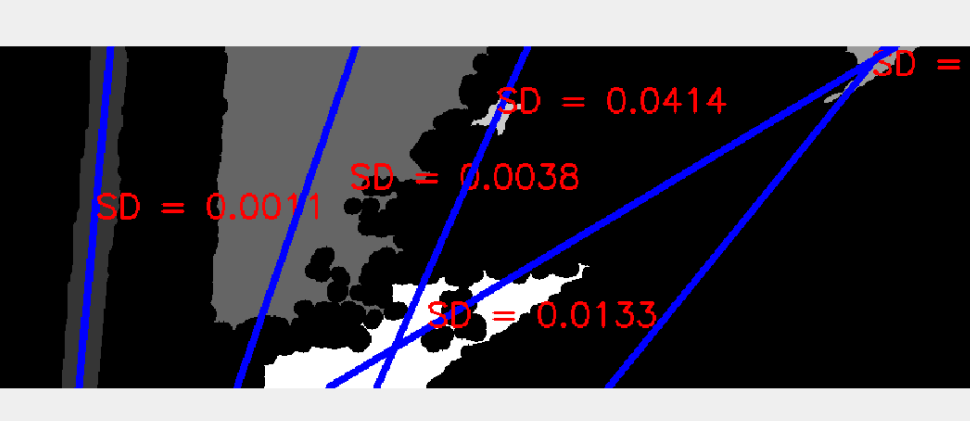 SD =
SD = 0.0414
SD = 0.0038
SD = 0.0011
SD = 0.0133